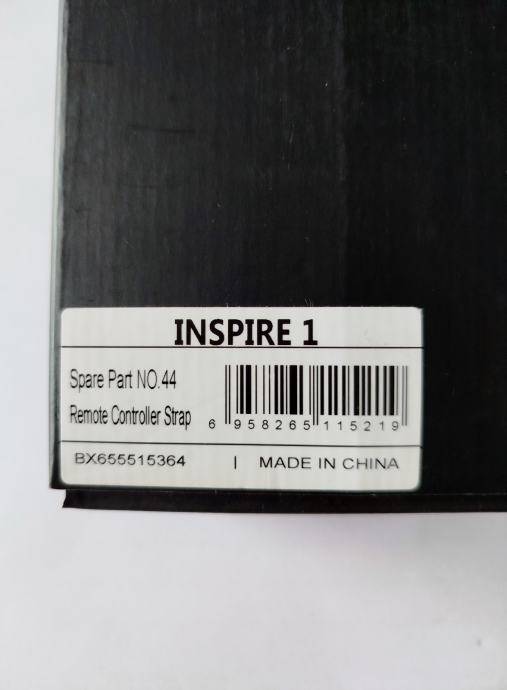 INSPIRE 1
Spare Part NO.44
Remote Controller Strap
6 958265 115219
BX655515364 | MADE IN CHINA